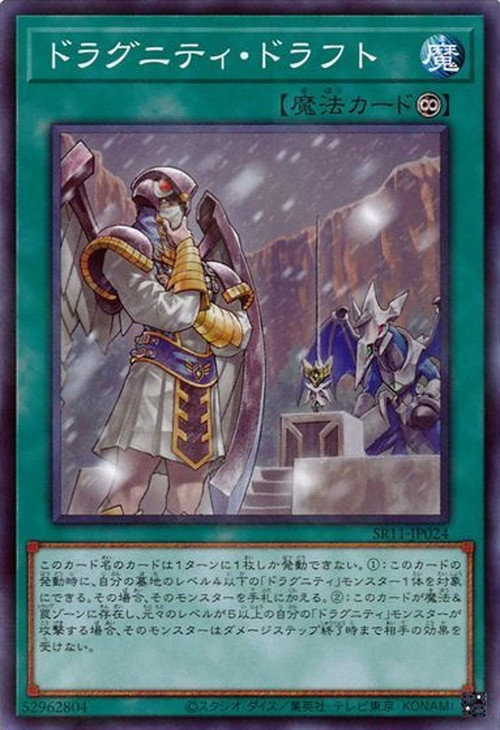 ドラグニティ・ドラフト
魔
【魔法カード】
SR11-JP024
このカード名のカードは1ターンに1枚しか発動できない。①:このカードの
発動時に、自分の墓地のレベル4以下の「ドラグニティ」モンスター1体を対象
にできる。その場合、そのモンスターを手札に加える。②:このカードが魔法&
罠ゾーンに存在し、元々のレベルが5以上の自分の「ドラグニティ」モンスターが
攻撃する場合、そのモンスターはダメージステップ終了時まで相手の効果を
受けない。
52962804
©スタジオ・ダイス/集英社 テレビ東京 KONAMI